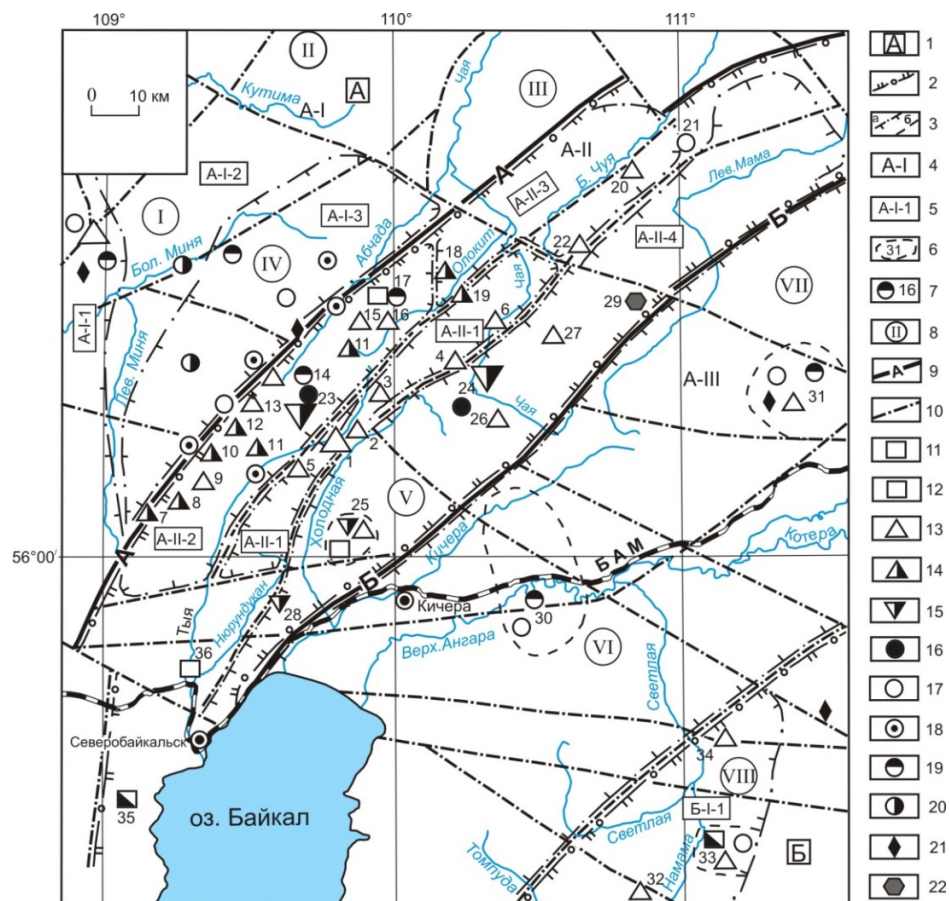 109°
110°
111°
II
А
Кутима
А-I
0 10 км
Чая
III
А-II
А
А-II-3
Б. Чуя
21
20
Лев.Мама
Б
А-I-2
I
А-I-3
Бол. Миня
IV
Абчада
Олокит
18
17
19
Чая
22
А-II-4
29
VII
А-I-1
Лев. Миня
15
16
6
А-II-1
27
11
4
14
23
3
24
26
Чая
А-III
31
13
12
11
10
9
8
7
2
1
5
Холодная
V
25
А-II-2
А-II-1
56°00'
А
Б
Кичера
БАМ
Котера
Тыя
Нюрундукан
28
Кичера
30
Верх. Ангара
VI
36
Светлая
Северобайкальск
34
VIII
оз. Байкал
35
Б-I-1
Светлая
33
Б
Томпуда
32
Намама
А 1
2
а б 3
А-I 4
А-I-1 5
31 6
16 7
II 8
А 9
10
11
12
13
14
15
16
17
18
19
20
21
22